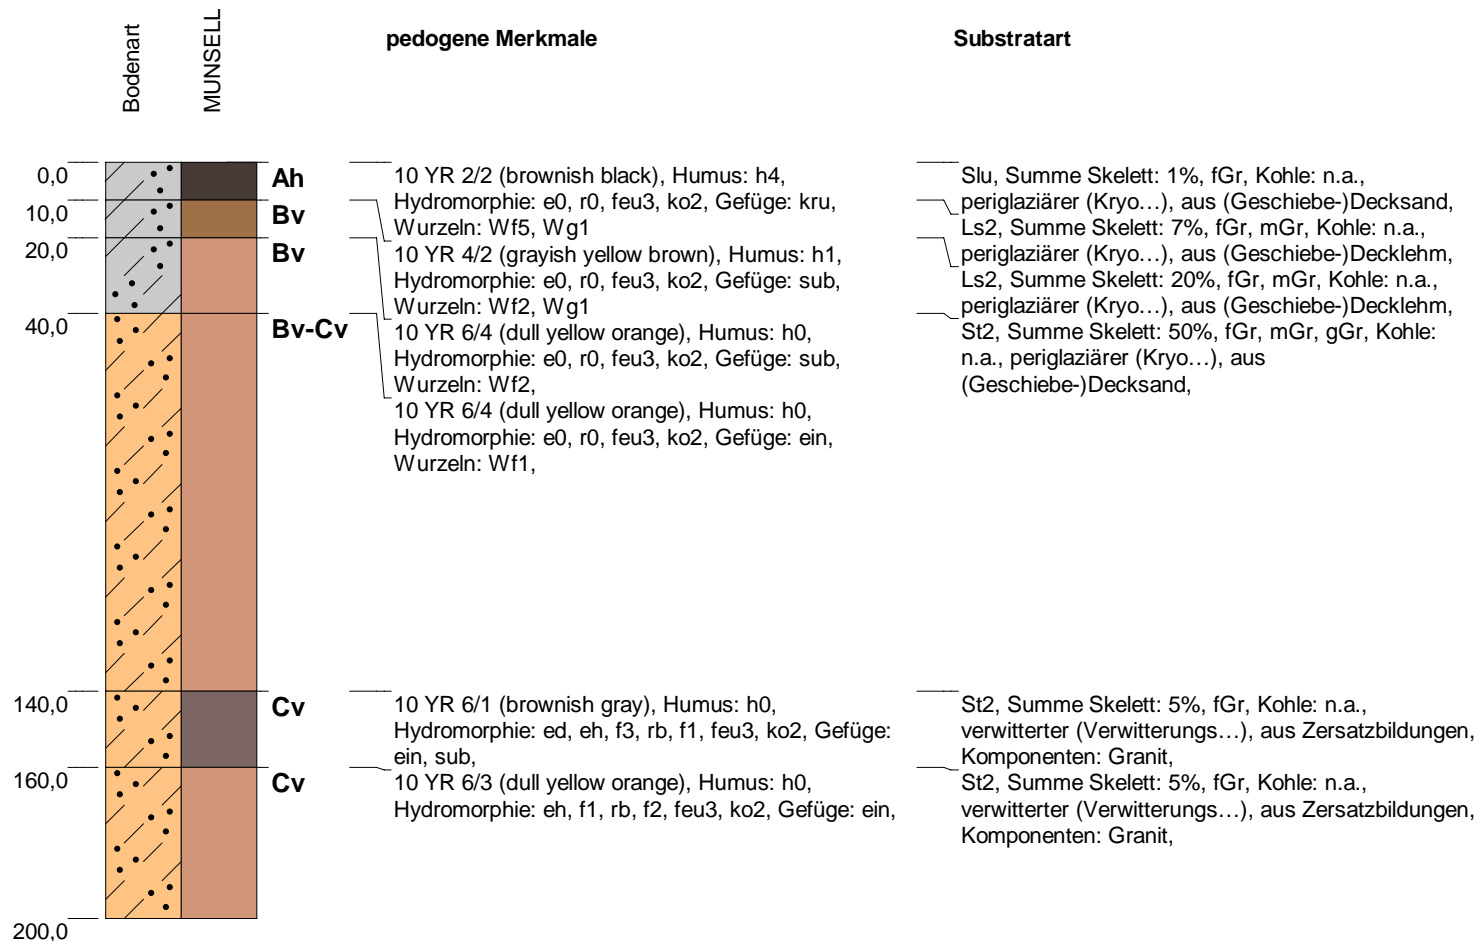 Bodenart
MUNSELL
pedogene Merkmale
Substratart
0,0
10,0
20,0
40,0
140,0
160,0
200,0
Ah
Bv
Bv
Bv-Cv
Cv
Cv
10 YR 2/2 (brownish black), Humus: h4,
Hydromorphie: e0, r0, feu3, ko2, Gefüge: kru,
Wurzeln: Wf5, Wg1
10 YR 4/2 (grayish yellow brown), Humus: h1,
Hydromorphie: e0, r0, feu3, ko2, Gefüge: sub,
Wurzeln: Wf2, Wg1
10 YR 6/4 (dull yellow orange), Humus: h0,
Hydromorphie: e0, r0, feu3, ko2, Gefüge: sub,
Wurzeln: Wf2,
10 YR 6/4 (dull yellow orange), Humus: h0,
Hydromorphie: e0, r0, feu3, ko2, Gefüge: ein,
Wurzeln: Wf1,
10 YR 6/1 (brownish gray), Humus: h0,
Hydromorphie: ed, eh, f3, rb, f1, feu3, ko2, Gefüge:
ein, sub,
10 YR 6/3 (dull yellow orange), Humus: h0,
Hydromorphie: eh, f1, rb, f2, feu3, ko2, Gefüge: ein,
Slu, Summe Skelett: 1%, fGr, Kohle: n.a.,
periglaziärer (Kryo…), aus (Geschiebe-)Decksand,
Ls2, Summe Skelett: 7%, fGr, mGr, Kohle: n.a.,
periglaziärer (Kryo…), aus (Geschiebe-)Decklehm,
Ls2, Summe Skelett: 20%, fGr, mGr, Kohle: n.a.,
periglaziärer (Kryo…), aus (Geschiebe-)Decklehm,
St2, Summe Skelett: 50%, fGr, mGr, gGr, Kohle:
n.a., periglaziärer (Kryo…), aus
(Geschiebe-)Decksand,
St2, Summe Skelett: 5%, fGr, Kohle: n.a.,
verwitterter (Verwitterungs…), aus Zersatzbildungen,
Komponenten: Granit,
St2, Summe Skelett: 5%, fGr, Kohle: n.a.,
verwitterter (Verwitterungs…), aus Zersatzbildungen,
Komponenten: Granit,